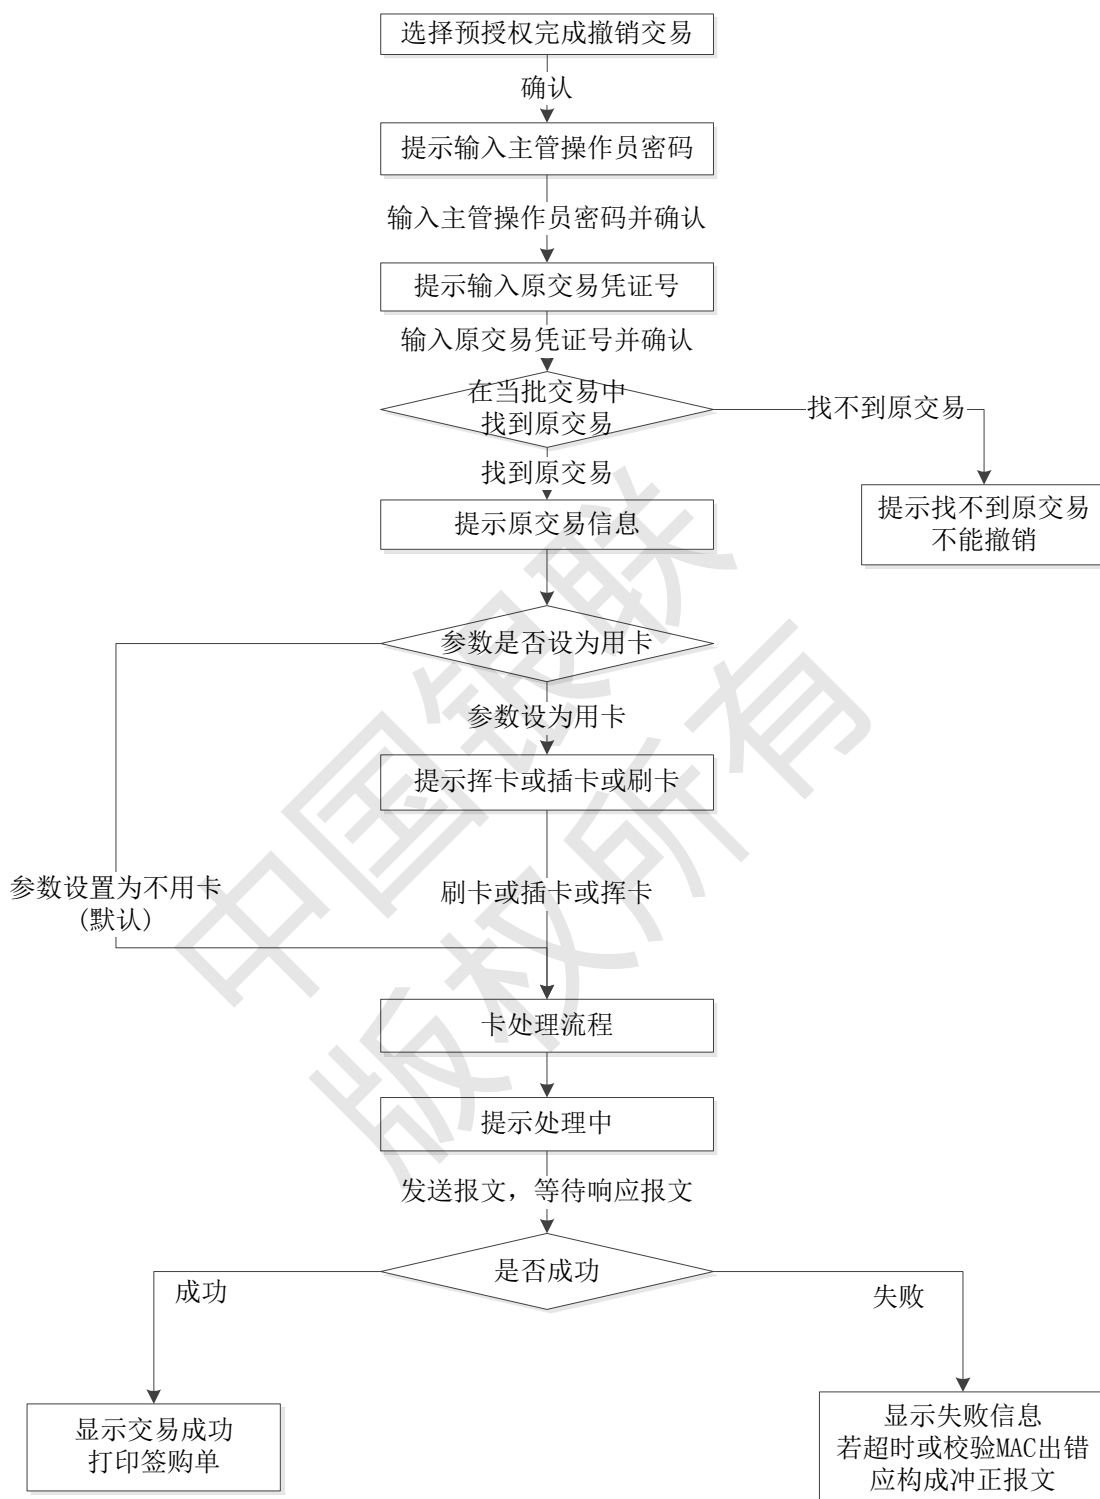 选择预授权完成撤销交易
确认
提示输入主管操作员密码
输入主管操作员密码并确认
提示输入原交易凭证号
输入原交易凭证号并确认
在当批交易中
找到原交易
找不到原交易
找到原交易
提示找不到原交易
不能撤销
提示原交易信息
参数是否设为用卡
参数设为用卡
提示挥卡或插卡或刷卡
参数设置为不用卡
(默认)
刷卡或插卡或挥卡
卡处理流程
提示处理中
发送报文，等待响应报文
是否成功
成功
失败
显示交易成功
打印签购单
显示失败信息
若超时或校验MAC出错
应构成冲正报文
中国银联
版权所有